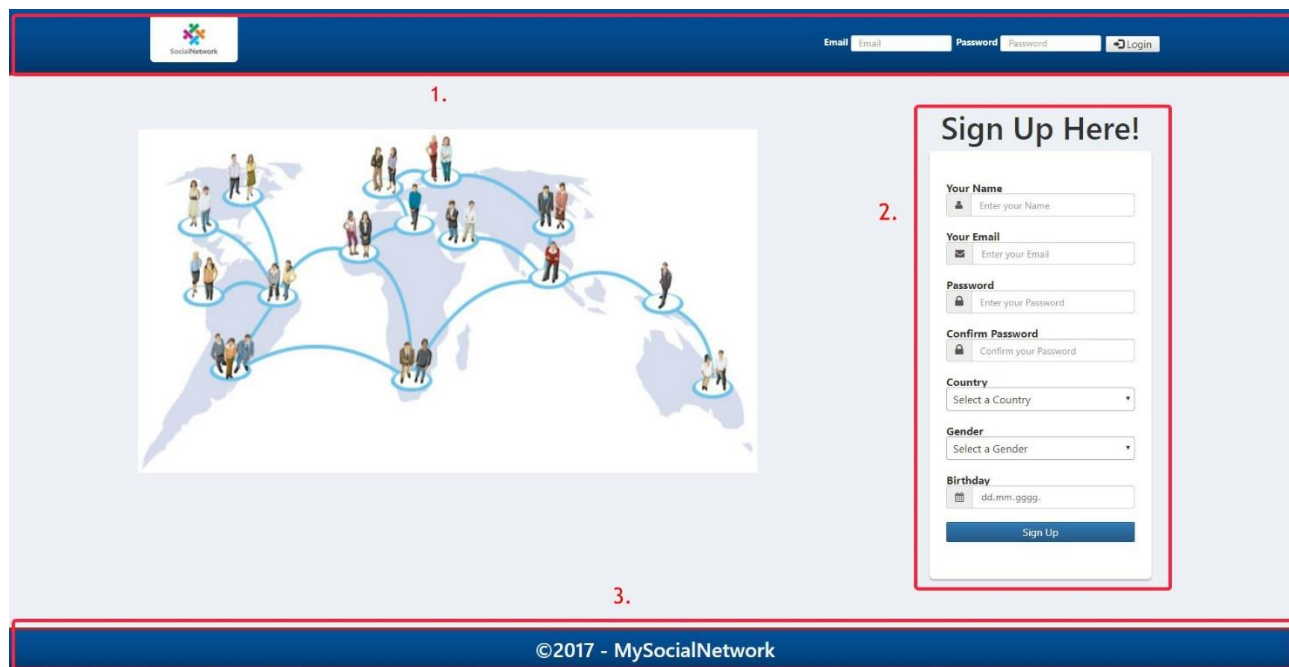 SocialNetwork
Email Email Password Password Login
1.
Sign Up Here!
2.
Your Name
Enter your Name
Your Email
Enter your Email
Password
Enter your Password
Confirm Password
Confirm your Password
Country
Select a Country
Gender
Select a Gender
Birthday
dd.mm.gggg.
Sign Up
3.
©2017 - MySocialNetwork